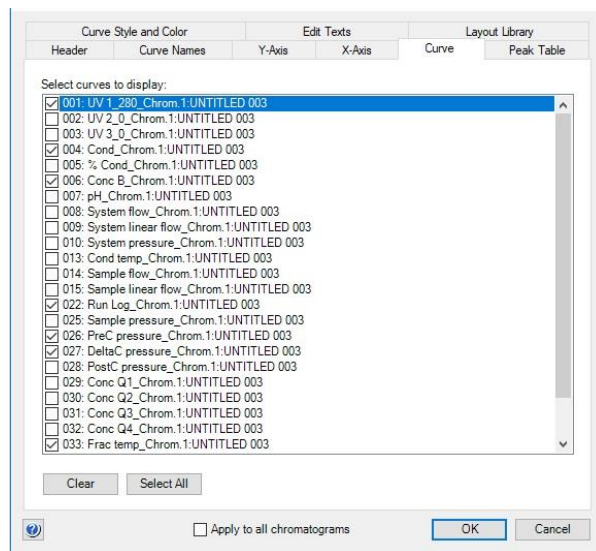 Curve Style and Color Edit Texts Layout Library
Header Curve Names Y-Axis X-Axis Curve Peak Table
Select curves to display:
001: UV 1_280_Chrom.1:UNTITLED 003
002: UV 2_0_Chrom.1:UNTITLED 003
003: UV 3_0_Chrom.1:UNTITLED 003
004: Cond_Chrom.1:UNTITLED 003
005: % Cond_Chrom.1:UNTITLED 003
006: Conc B_Chrom.1:UNTITLED 003
007: pH_Chrom.1:UNTITLED 003
008: System flow_Chrom.1:UNTITLED 003
009: System linear flow_Chrom.1:UNTITLED 003
010: System pressure_Chrom.1:UNTITLED 003
013: Cond temp_Chrom.1:UNTITLED 003
014: Sample flow_Chrom.1:UNTITLED 003
015: Sample linear flow_Chrom.1:UNTITLED 003
022: Run Log_Chrom.1:UNTITLED 003
025: Sample pressure_Chrom.1:UNTITLED 003
026: PreC pressure_Chrom.1:UNTITLED 003
027: DeltaC pressure_Chrom.1:UNTITLED 003
028: PostC pressure_Chrom.1:UNTITLED 003
029: Conc Q1_Chrom.1:UNTITLED 003
030: Conc Q2_Chrom.1:UNTITLED 003
031: Conc Q3_Chrom.1:UNTITLED 003
032: Conc Q4_Chrom.1:UNTITLED 003
033: Frac temp_Chrom.1:UNTITLED 003
Clear Select All
? Apply to all chromatograms OK Cancel